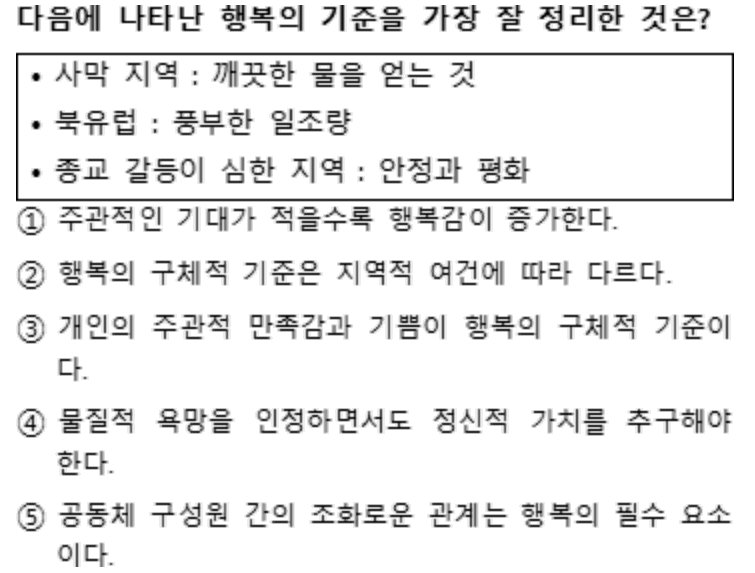 다음에 나타난 행복의 기준을 가장 잘 정리한 것은?
• 사막 지역 : 깨끗한 물을 얻는 것
• 북유럽 : 풍부한 일조량
• 종교 갈등이 심한 지역 : 안정과 평화
① 주관적인 기대가 적을수록 행복감이 증가한다.
② 행복의 구체적 기준은 지역적 여건에 따라 다르다.
③ 개인의 주관적 만족감과 기쁨이 행복의 구체적 기준이
다.
④ 물질적 욕망을 인정하면서도 정신적 가치를 추구해야
한다.
⑤ 공동체 구성원 간의 조화로운 관계는 행복의 필수 요소
이다.